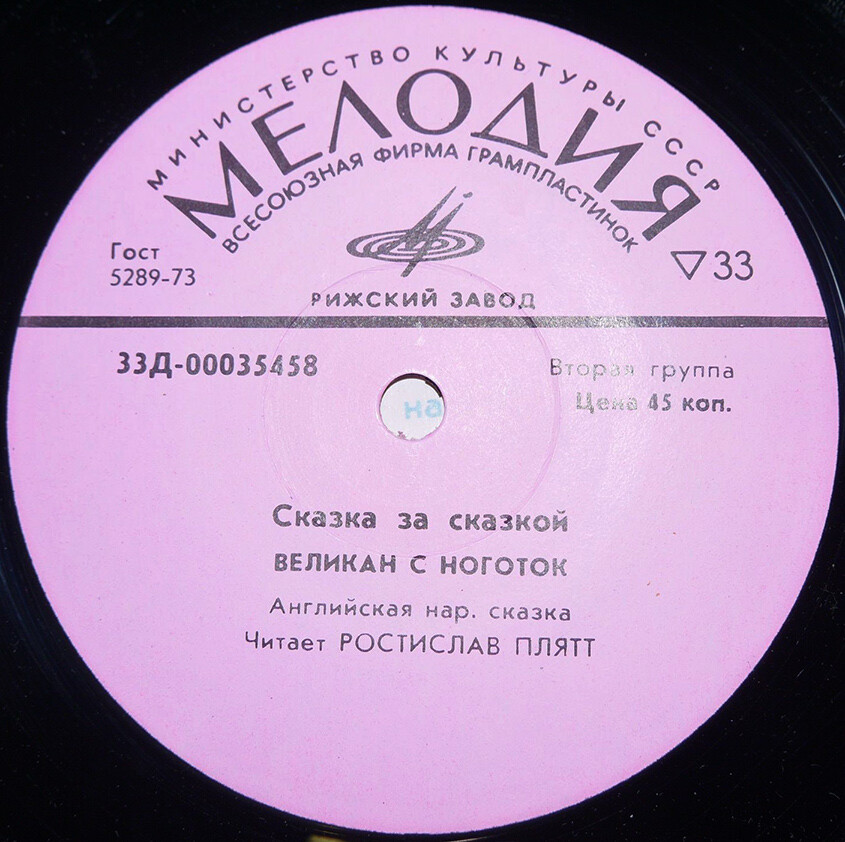 МИНИСТЕРСТВО КУЛЬТУРЫ СССР
МЕЛОДИЯ
ВСЕСОЮЗНАЯ ФИРМА ГРАМПЛАСТИНОК
Гост
5289-73
▽33
РИЖСКИЙ ЗАВОД
33Д-00035458
Вторая группа
Цена 45 коп.
на
Сказка за сказкой
ВЕЛИКАН С НОГОТОК
Английская нар. сказка
Читает РОСТИСЛАВ ПЛЯТТ